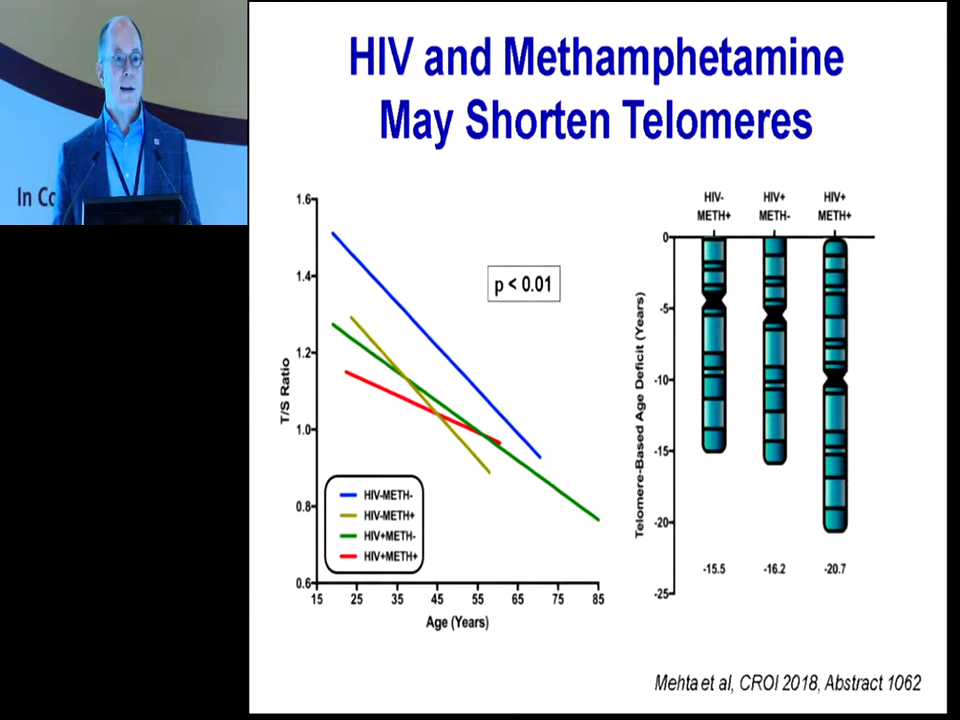 HIV and Methamphetamine
May Shorten Telomeres
In Co
1.6
1.4
1.2
1.0
0.8
0.6
T/S Ratio
p < 0.01
HIV-METH-
HIV-METH+
HIV+METH-
HIV+METH+
15 25 35 45 55 65 75 85
Age (Years)
HIV- HIV+ HIV+
METH+ METH- METH+
0
-5
-10
-15
-20
-25
Telomere-Based Age Deficit (Years)
-15.5 -16.2 -20.7
Mehta et al, CROI 2018, Abstract 1062